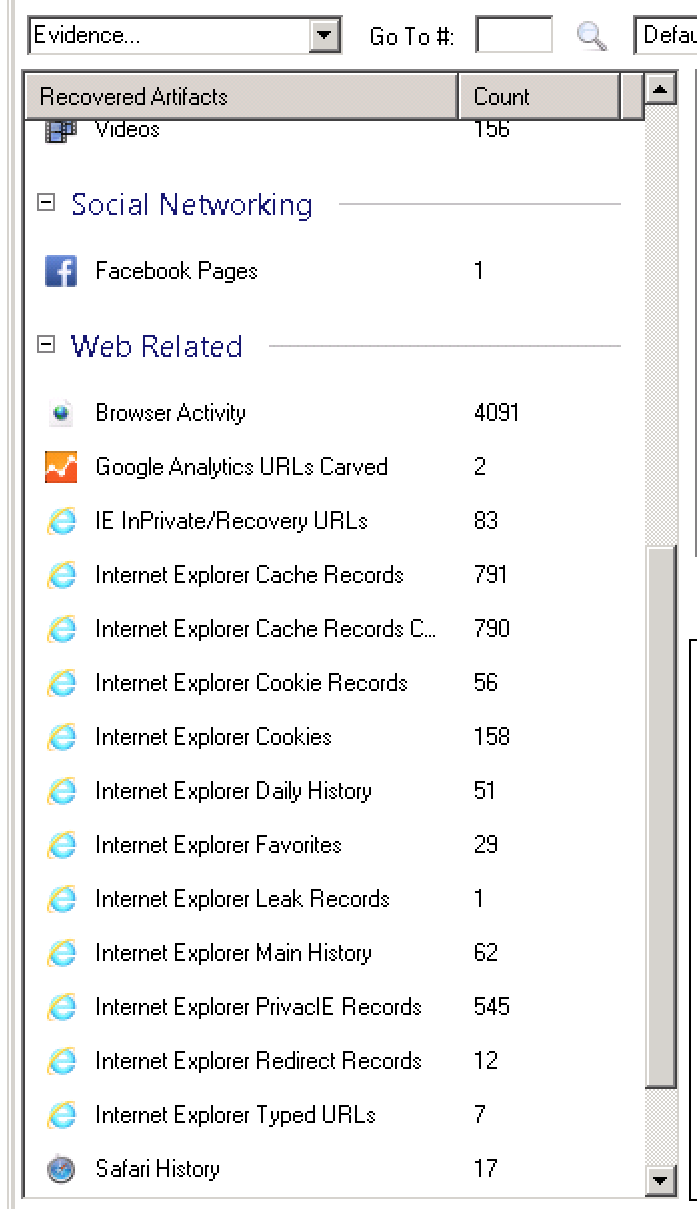 Evidence... Go To #: Defau
Recovered Artifacts Count
Videos 156
Social Networking
Facebook Pages 1
Web Related
Browser Activity 4091
Google Analytics URLs Carved 2
IE InPrivate/Recovery URLs 83
Internet Explorer Cache Records 791
Internet Explorer Cache Records C... 790
Internet Explorer Cookie Records 56
Internet Explorer Cookies 158
Internet Explorer Daily History 51
Internet Explorer Favorites 29
Internet Explorer Leak Records 1
Internet Explorer Main History 62
Internet Explorer PrivacIE Records 545
Internet Explorer Redirect Records 12
Internet Explorer Typed URLs 7
Safari History 17